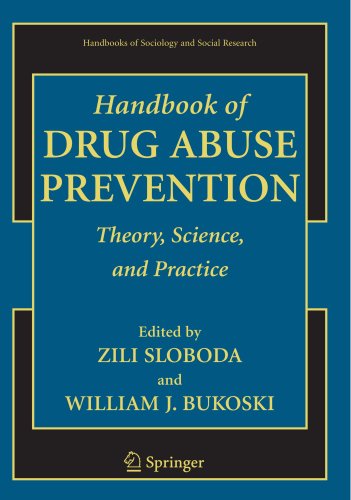 Handbooks of Sociology and Social Research
Handbook of
DRUG ABUSE
PREVENTION
Theory, Science,
and Practice
Edited by
ZILI SLOBODA
and
WILLIAM J. BUKOSKI
Springer